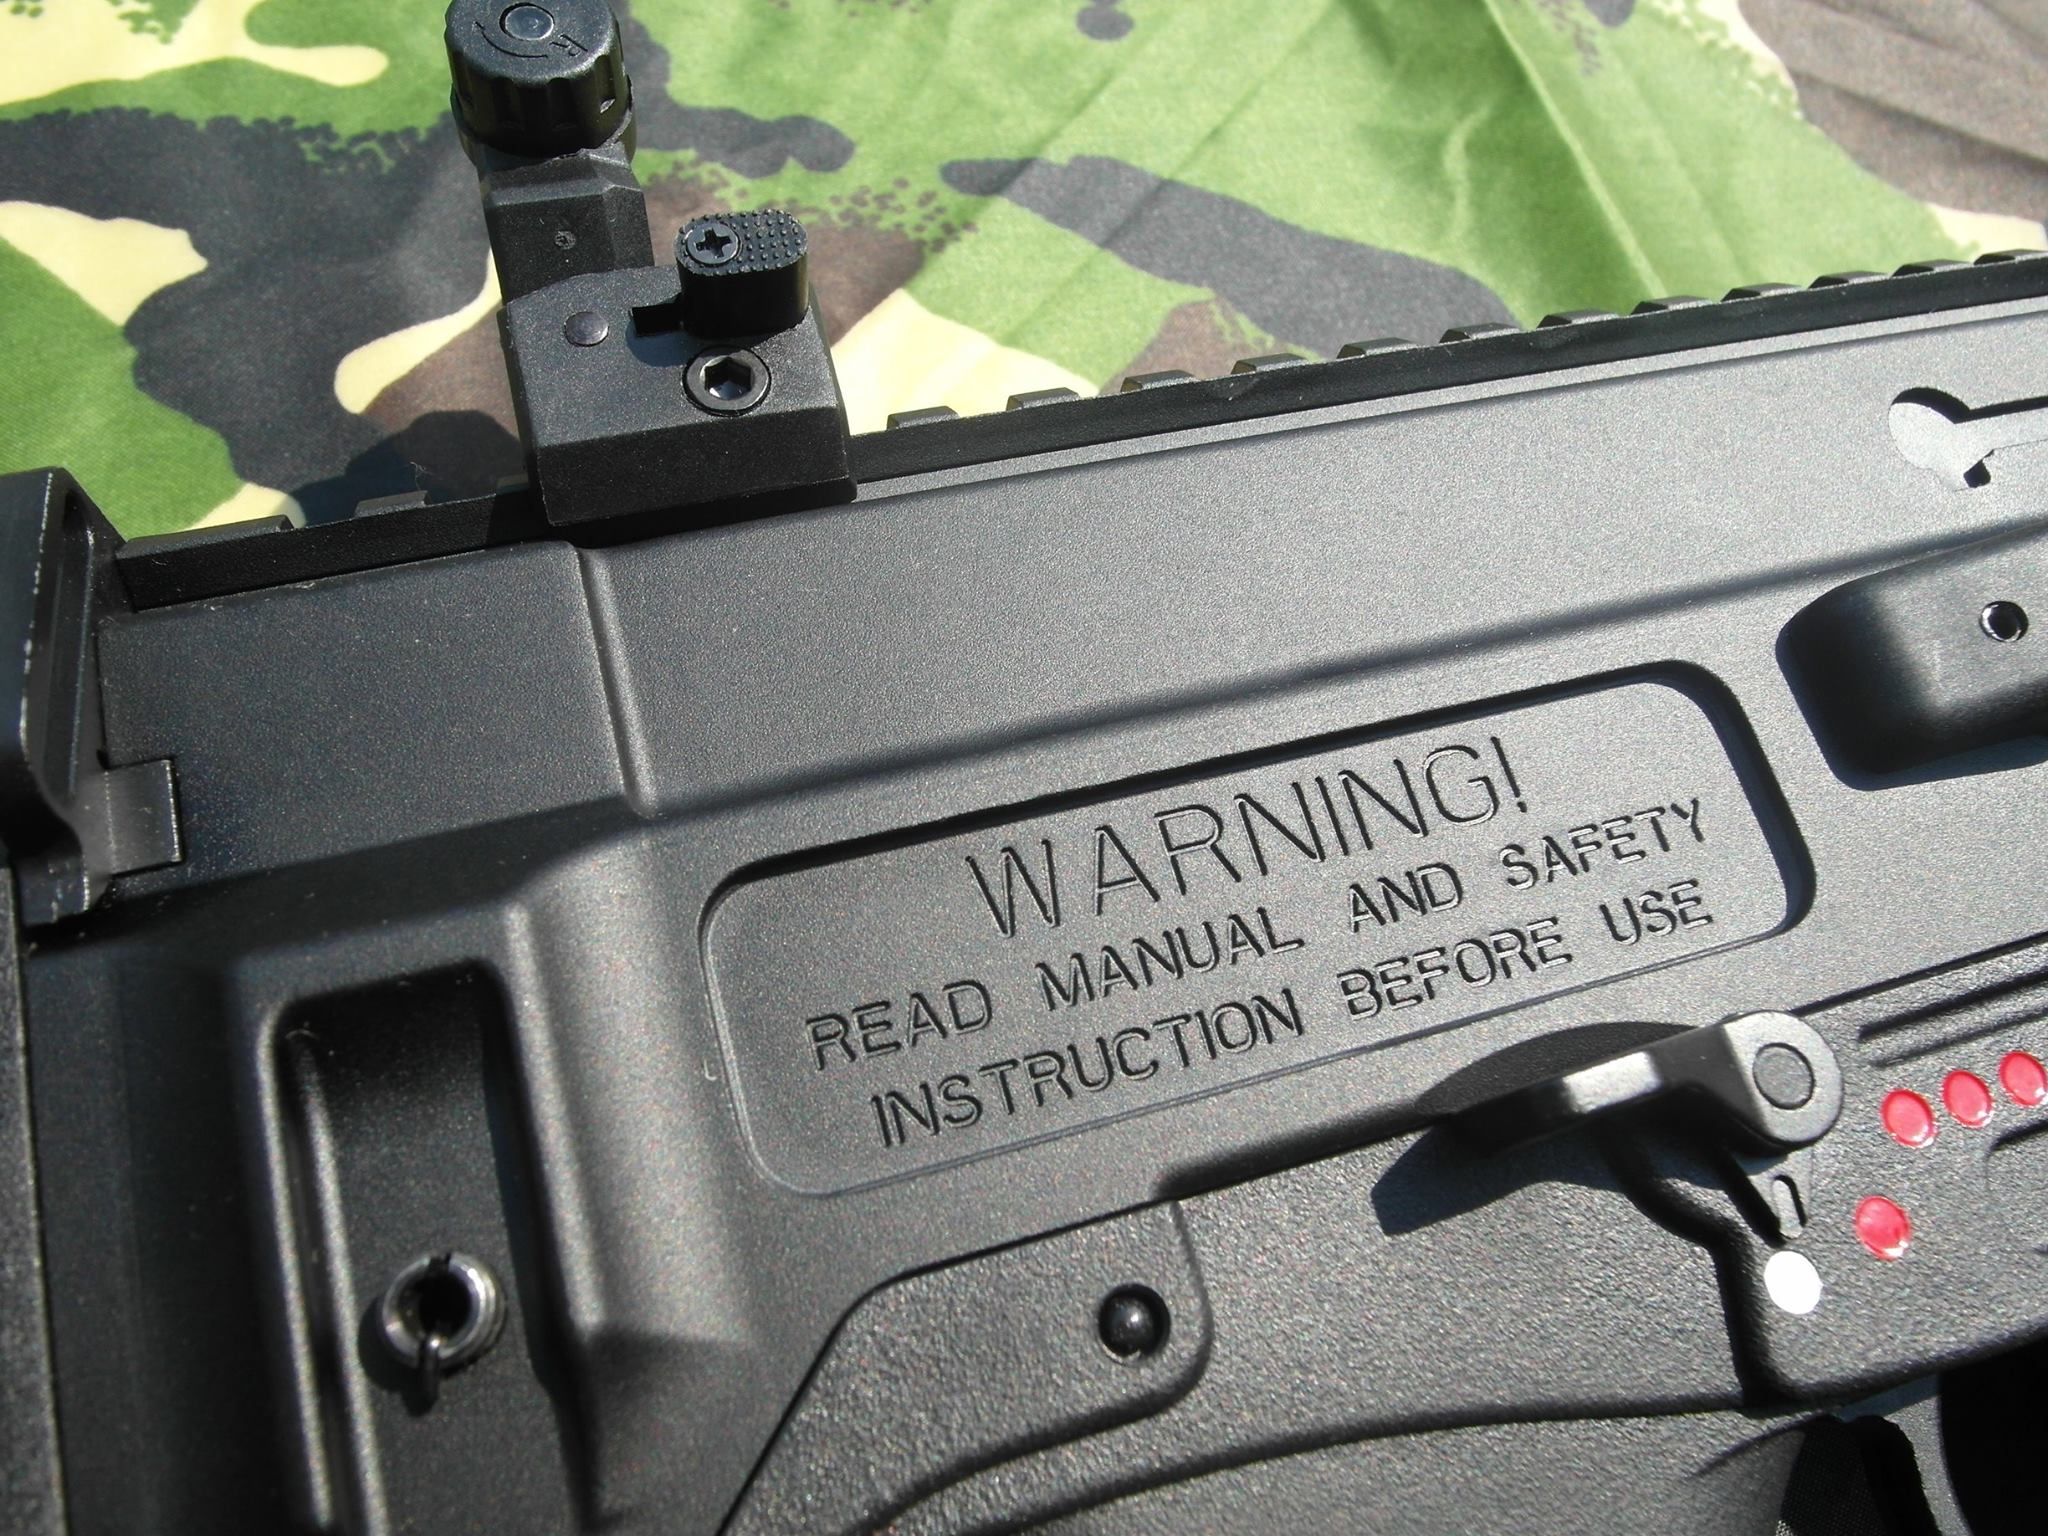 R
WARNING!
READ MANUAL AND SAFETY
INSTRUCTION BEFORE USE